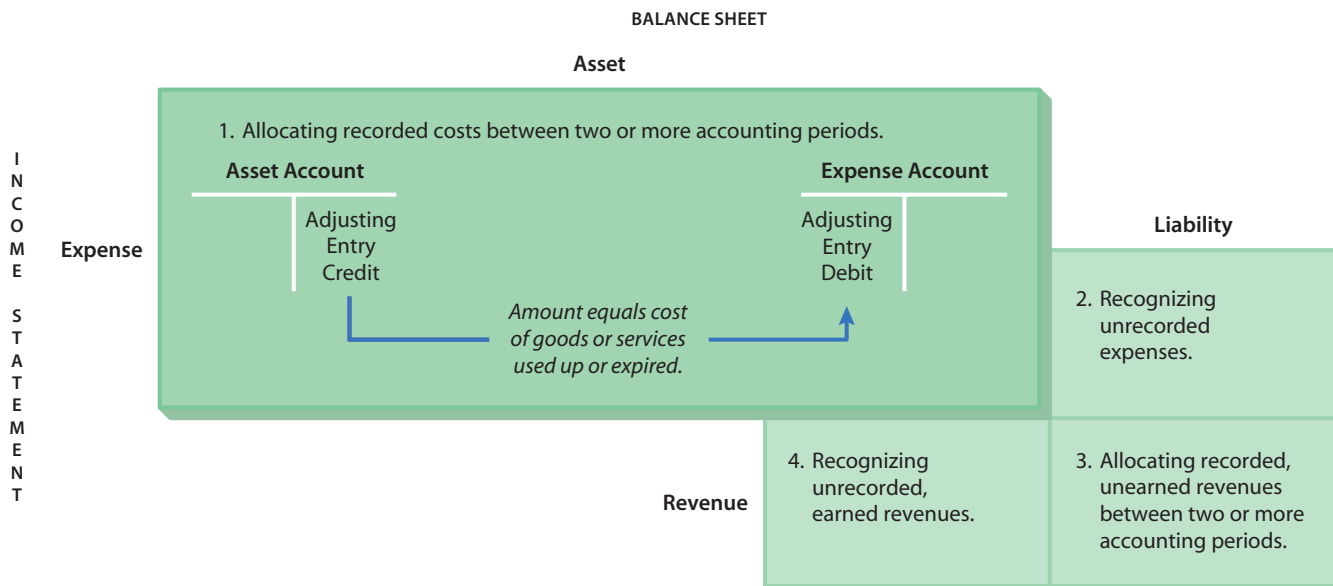 BALANCE SHEET
Asset
1. Allocating recorded costs between two or more accounting periods.
Asset Account
Adjusting
Entry
Credit
Expense Account
Adjusting
Entry
Debit
Amount equals cost
of goods or services
used up or expired.
INCOME STATEMENT
Expense
Liability
2. Recognizing
unrecorded
expenses.
Revenue
4. Recognizing
unrecorded,
earned revenues.
3. Allocating recorded,
unearned revenues
between two or more
accounting periods.